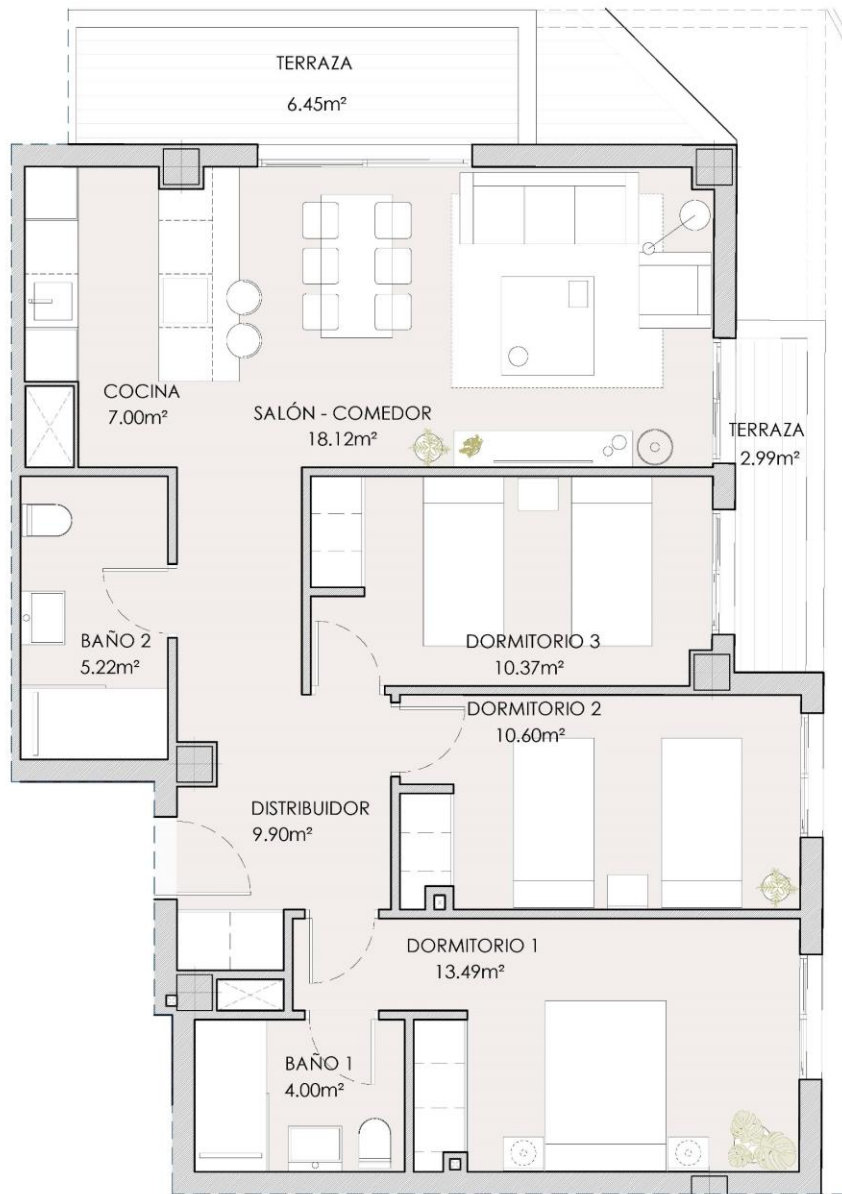 TERRAZA
6.45m²
COCINA
7.00m²
SALÓN - COMEDOR
18.12m²
TERRAZA
2.99m²
BAÑO 2
5.22m²
DORMITORIO 3
10.37m²
DORMITORIO 2
10.60m²
DISTRIBUIDOR
9.90m²
DORMITORIO 1
13.49m²
BAÑO 1
4.00m²